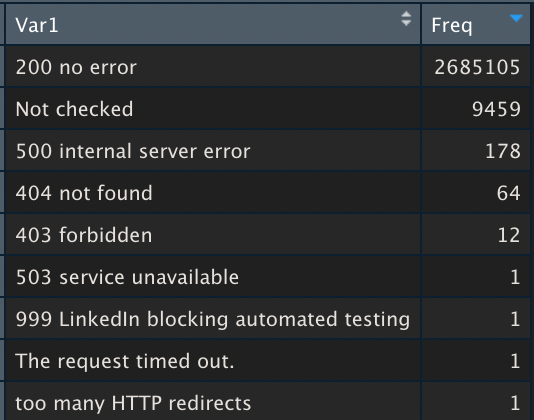 Var1 Freq
200 no error 2685105
Not checked 9459
500 internal server error 178
404 not found 64
403 forbidden 12
503 service unavailable 1
999 LinkedIn blocking automated testing 1
The request timed out. 1
too many HTTP redirects 1